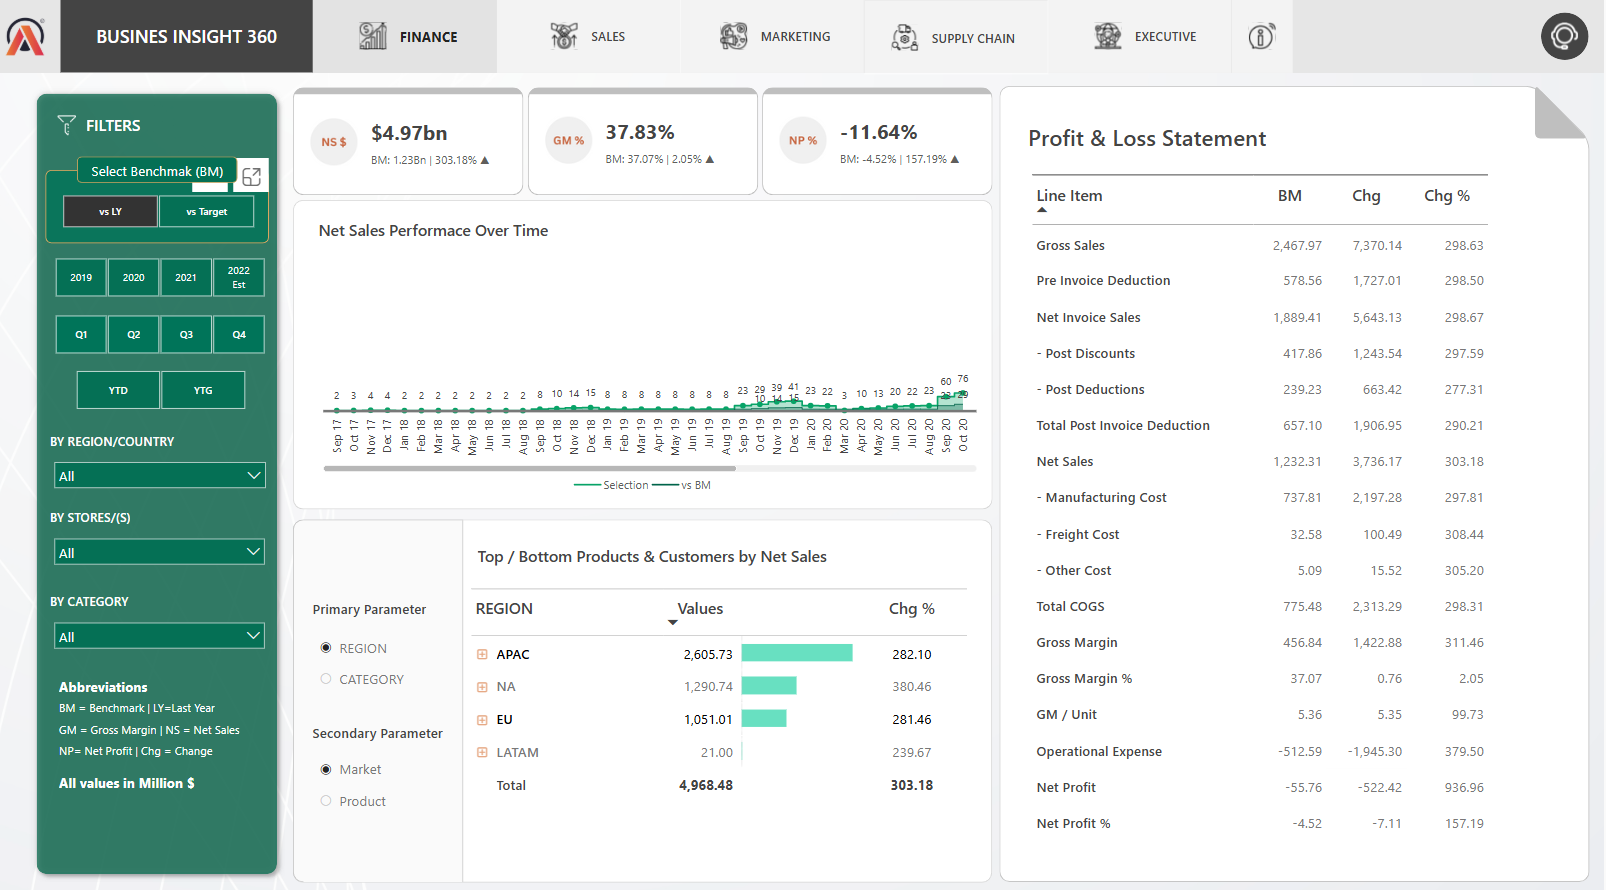 BUSINES INSIGHT 360
FINANCE
SALES
MARKETING
SUPPLY CHAIN
EXECUTIVE
FILTERS
Select Benchmak (BM)
vs LY
vs Target
2019
2020
2021
2022
Est
Q1
Q2
Q3
Q4
YTD
YTG
BY REGION/COUNTRY
All
BY STORES/(S)
All
BY CATEGORY
All
Abbreviations
BM = Benchmark | LY=Last Year
GM = Gross Margin | NS = Net Sales
NP= Net Profit | Chg = Change
All values in Million $
NS $
$4.97bn
BM: 1.23Bn | 303.18% ▲
GM %
37.83%
BM: 37.07% | 2.05% ▲
NP %
-11.64%
BM: -4.52% | 157.19% ▲
Net Sales Performace Over Time
2 3 4 4 2 2 2 2 2 2 2 2 8 10 14 15 8 8 8 8 8 8 8 8 23 29 39 41 23 22 3 10 13 20 22 23 60 76
10 14 15 23 29
Sep 17
Oct 17
Nov 17
Dec 17
Jan 18
Feb 18
Mar 18
Apr 18
May 18
Jun 18
Jul 18
Aug 18
Sep 18
Oct 18
Nov 18
Dec 18
Jan 19
Feb 19
Mar 19
Apr 19
May 19
Jun 19
Jul 19
Aug 19
Sep 19
Oct 19
Nov 19
Dec 19
Jan 20
Feb 20
Mar 20
Apr 20
May 20
Jun 20
Jul 20
Aug 20
Sep 20
Oct 20
Selection
vs BM
Primary Parameter
REGION
CATEGORY
Secondary Parameter
Market
Product
Top / Bottom Products & Customers by Net Sales
REGION Values Chg %
APAC 2,605.73 282.10
NA 1,290.74 380.46
EU 1,051.01 281.46
LATAM 21.00 239.67
Total 4,968.48 303.18
Profit & Loss Statement
Line Item BM Chg Chg %
Gross Sales 2,467.97 7,370.14 298.63
Pre Invoice Deduction 578.56 1,727.01 298.50
Net Invoice Sales 1,889.41 5,643.13 298.67
- Post Discounts 417.86 1,243.54 297.59
- Post Deductions 239.23 663.42 277.31
Total Post Invoice Deduction 657.10 1,906.95 290.21
Net Sales 1,232.31 3,736.17 303.18
- Manufacturing Cost 737.81 2,197.28 297.81
- Freight Cost 32.58 100.49 308.44
- Other Cost 5.09 15.52 305.20
Total COGS 775.48 2,313.29 298.31
Gross Margin 456.84 1,422.88 311.46
Gross Margin % 37.07 0.76 2.05
GM / Unit 5.36 5.35 99.73
Operational Expense -512.59 -1,945.30 379.50
Net Profit -55.76 -522.42 936.96
Net Profit % -4.52 -7.11 157.19